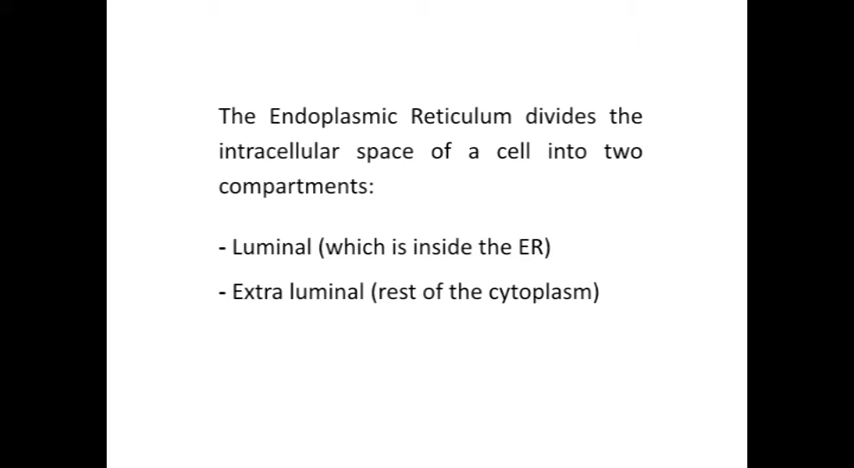 The Endoplasmic Reticulum divides the
intracellular space of a cell into two
compartments:
- Luminal (which is inside the ER)
- Extra luminal (rest of the cytoplasm)